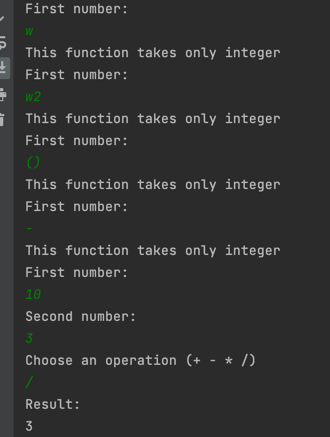 First number:
w
This function takes only integer
First number:
w2
This function takes only integer
First number:
()
This function takes only integer
First number:
-
This function takes only integer
First number:
10
Second number:
3
Choose an operation (+ - * /)
/
Result:
3